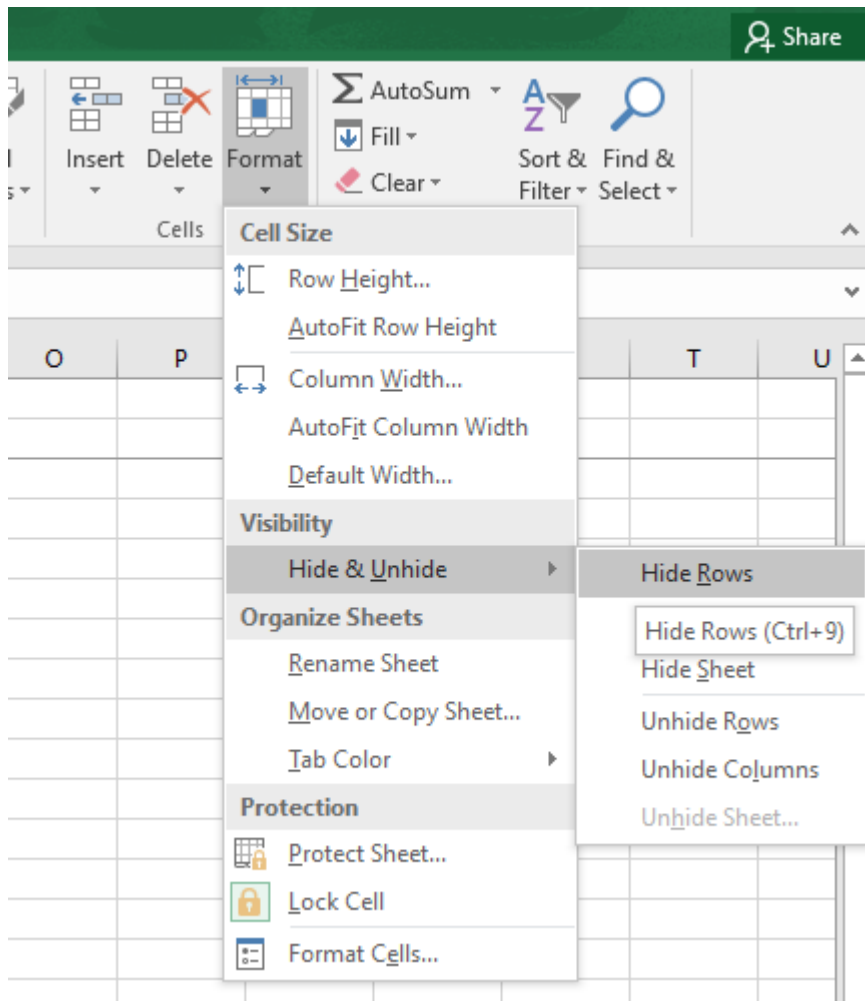 Share
AutoSum
Fill
Clear
Insert
Delete
Format
Sort &
Filter
Find &
Select
Cells
Cell Size
Row Height...
AutoFit Row Height
Column Width...
AutoFit Column Width
Default Width...
Visibility
Hide & Unhide
Organize Sheets
Rename Sheet
Move or Copy Sheet...
Tab Color
Protection
Protect Sheet...
Lock Cell
Format Cells...
Hide Rows
Hide Rows (Ctrl+9)
Hide Sheet
Unhide Rows
Unhide Columns
Unhide Sheet...
O P T U